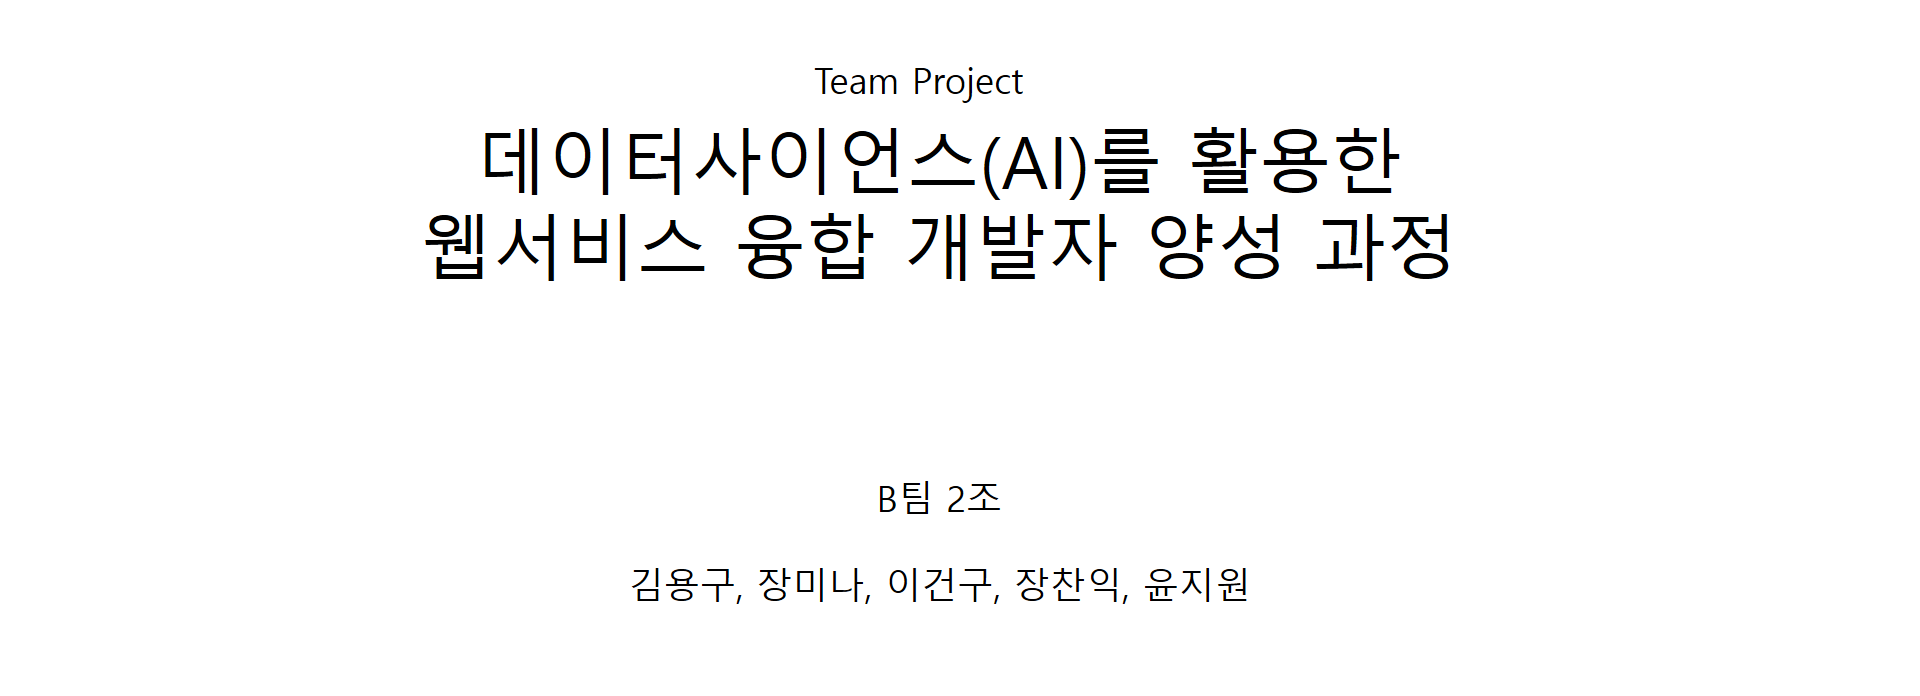 Team Project
데이터사이언스(AI)를 활용한
웹서비스 융합 개발자 양성 과정
B팀 2조
김용구, 장미나, 이건구, 장찬익, 윤지원